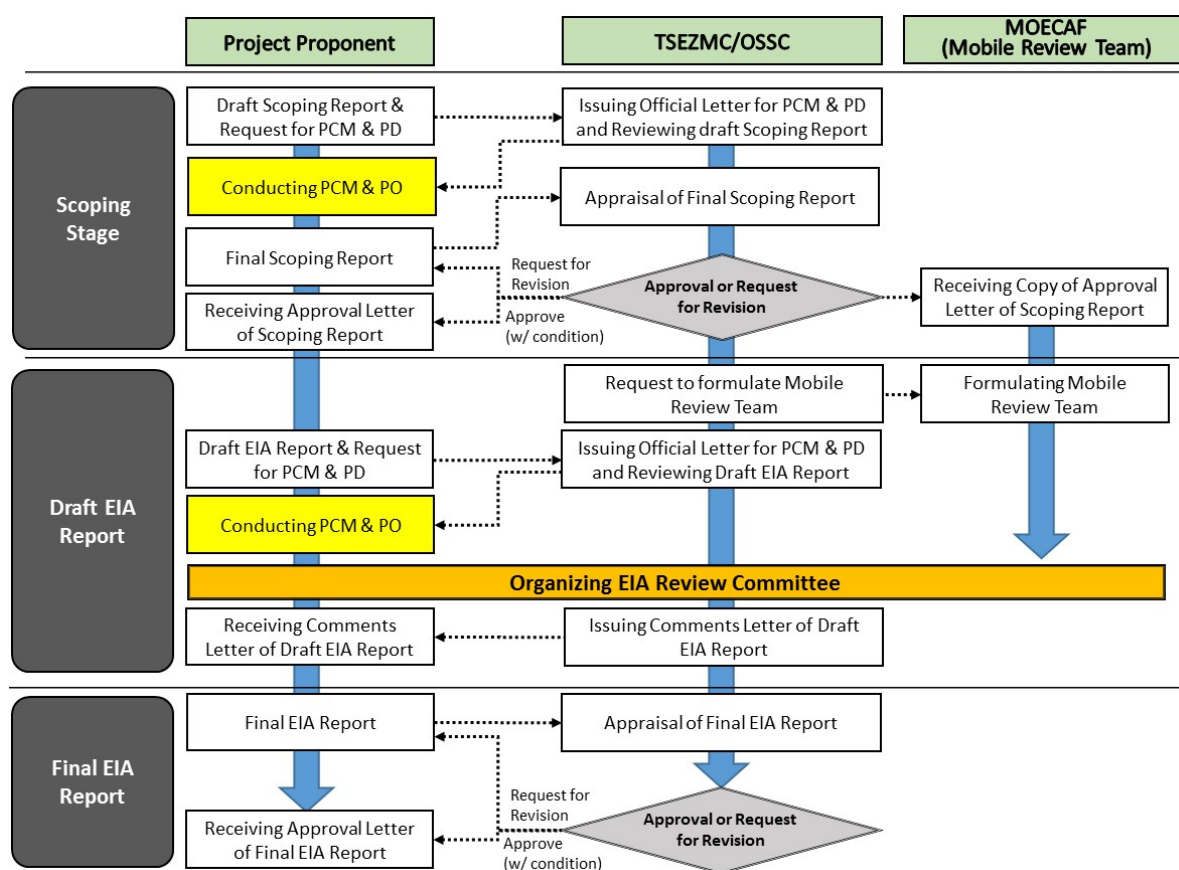 Project Proponent
TSEZMC/OSSC
MOECAF
(Mobile Review Team)
Scoping
Stage
Draft Scoping Report &
Request for PCM & PD
Issuing Official Letter for PCM & PD
and Reviewing draft Scoping Report
Conducting PCM & PO
Appraisal of Final Scoping Report
Final Scoping Report
Request for
Revision
Approval or Request
for Revision
Receiving Copy of Approval
Letter of Scoping Report
Receiving Approval Letter
of Scoping Report
Approve
(w/ condition)
Draft EIA
Report
Request to formulate Mobile
Review Team
Formulating Mobile
Review Team
Draft EIA Report & Request
for PCM & PD
Issuing Official Letter for PCM & PD
and Reviewing Draft EIA Report
Conducting PCM & PO
Organizing EIA Review Committee
Receiving Comments
Letter of Draft EIA Report
Issuing Comments Letter of Draft
EIA Report
Final EIA
Report
Final EIA Report
Appraisal of Final EIA Report
Request for
Revision
Approval or Request
for Revision
Receiving Approval Letter
of Final EIA Report
Approve
(w/ condition)